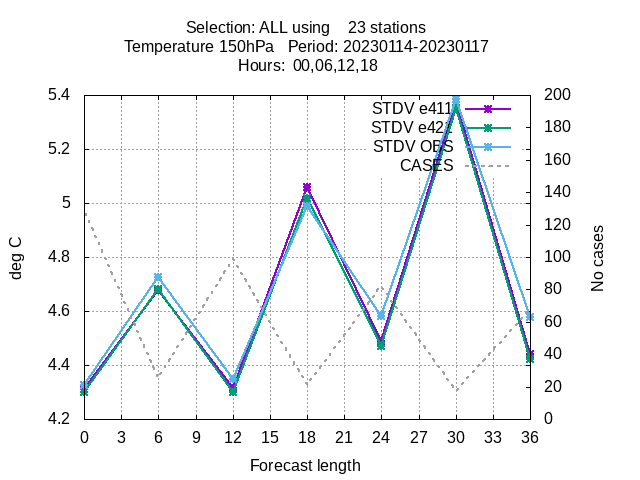 Selection: ALL using    23 stations
Temperature 150hPa   Period: 20230114-20230117
Hours:  00,06,12,18
5.4
5.2
5
4.8
4.6
4.4
4.2
deg C
STDV e411
STDV e421
STDV OBS
CASES
200
180
160
140
120
100
80
60
40
20
0
No cases
0 3 6 9 12 15 18 21 24 27 30 33 36
Forecast length